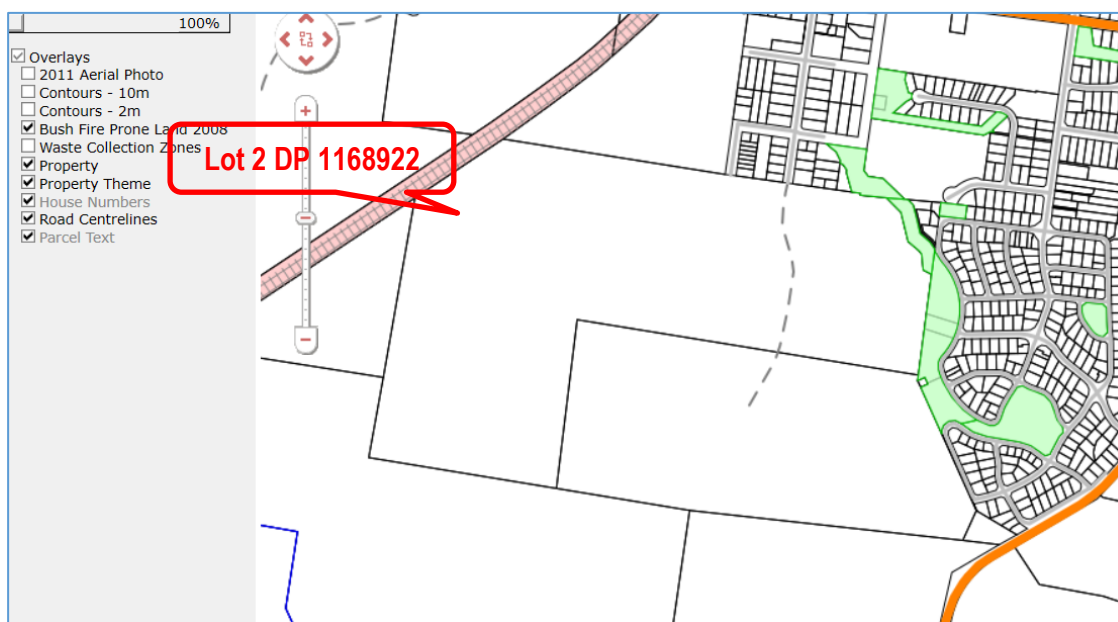 100%
Overlays
2011 Aerial Photo
Contours - 10m
Contours - 2m
Bush Fire Prone Land 2008
Waste Collection Zones
Property
Property Theme
House Numbers
Road Centrelines
Parcel Text
Lot 2 DP 1168922